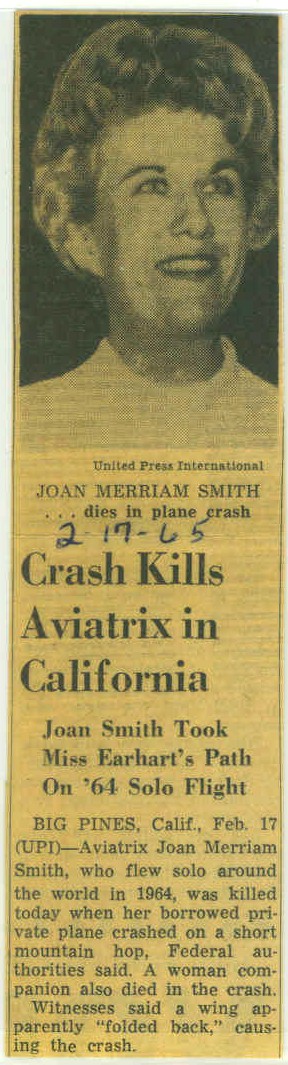 United Press International
JOAN MERRIAM SMITH
. . . dies in plane crash
2-17-65
Crash Kills
Aviatrix in
California
Joan Smith Took
Miss Earhart's Path
On '64 Solo Flight
BIG PINES, Calif., Feb. 17
(UPI)—Aviatrix Joan Merriam
Smith, who flew solo around
the world in 1964, was killed
today when her borrowed pri-
vate plane crashed on a short
mountain hop, Federal au-
thorities said. A woman com-
panion also died in the crash.
Witnesses said a wing ap-
parently "folded back," caus-
ing the crash.